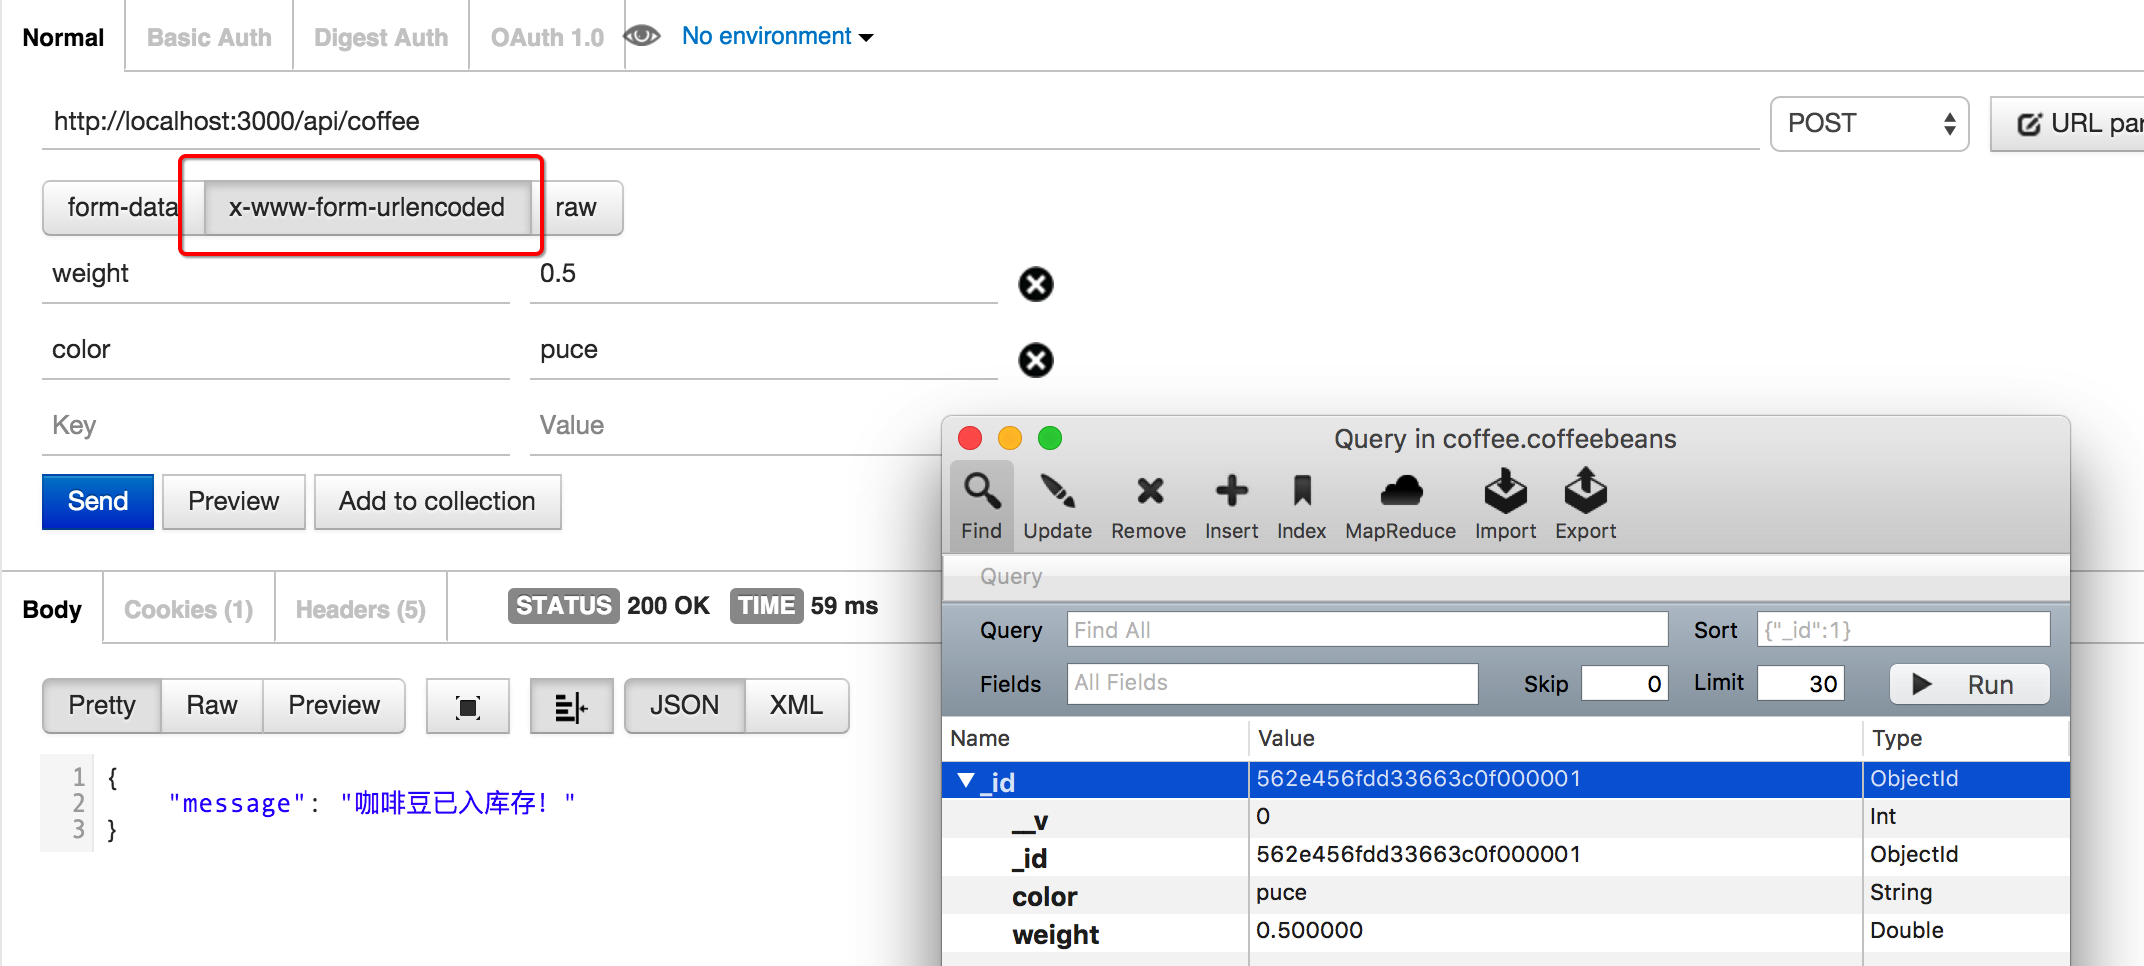 Normal Basic Auth Digest Auth OAuth 1.0 No environment
http://localhost:3000/api/coffee POST URL par
form-data x-www-form-urlencoded raw
weight 0.5
color puce
Key Value
Send Preview Add to collection
Body Cookies (1) Headers (5) STATUS 200 OK TIME 59 ms
Pretty Raw Preview JSON XML
1 {
2 "message": "咖啡豆已入库存！"
3 }
Query in coffee.coffeebeans
Find Update Remove Insert Index MapReduce Import Export
Query
Query Find All Sort {"_id":1}
Fields All Fields Skip 0 Limit 30 Run
Name Value Type
_id 562e456fdd33663c0f000001 ObjectId
__v 0 Int
_id 562e456fdd33663c0f000001 ObjectId
color puce String
weight 0.500000 Double